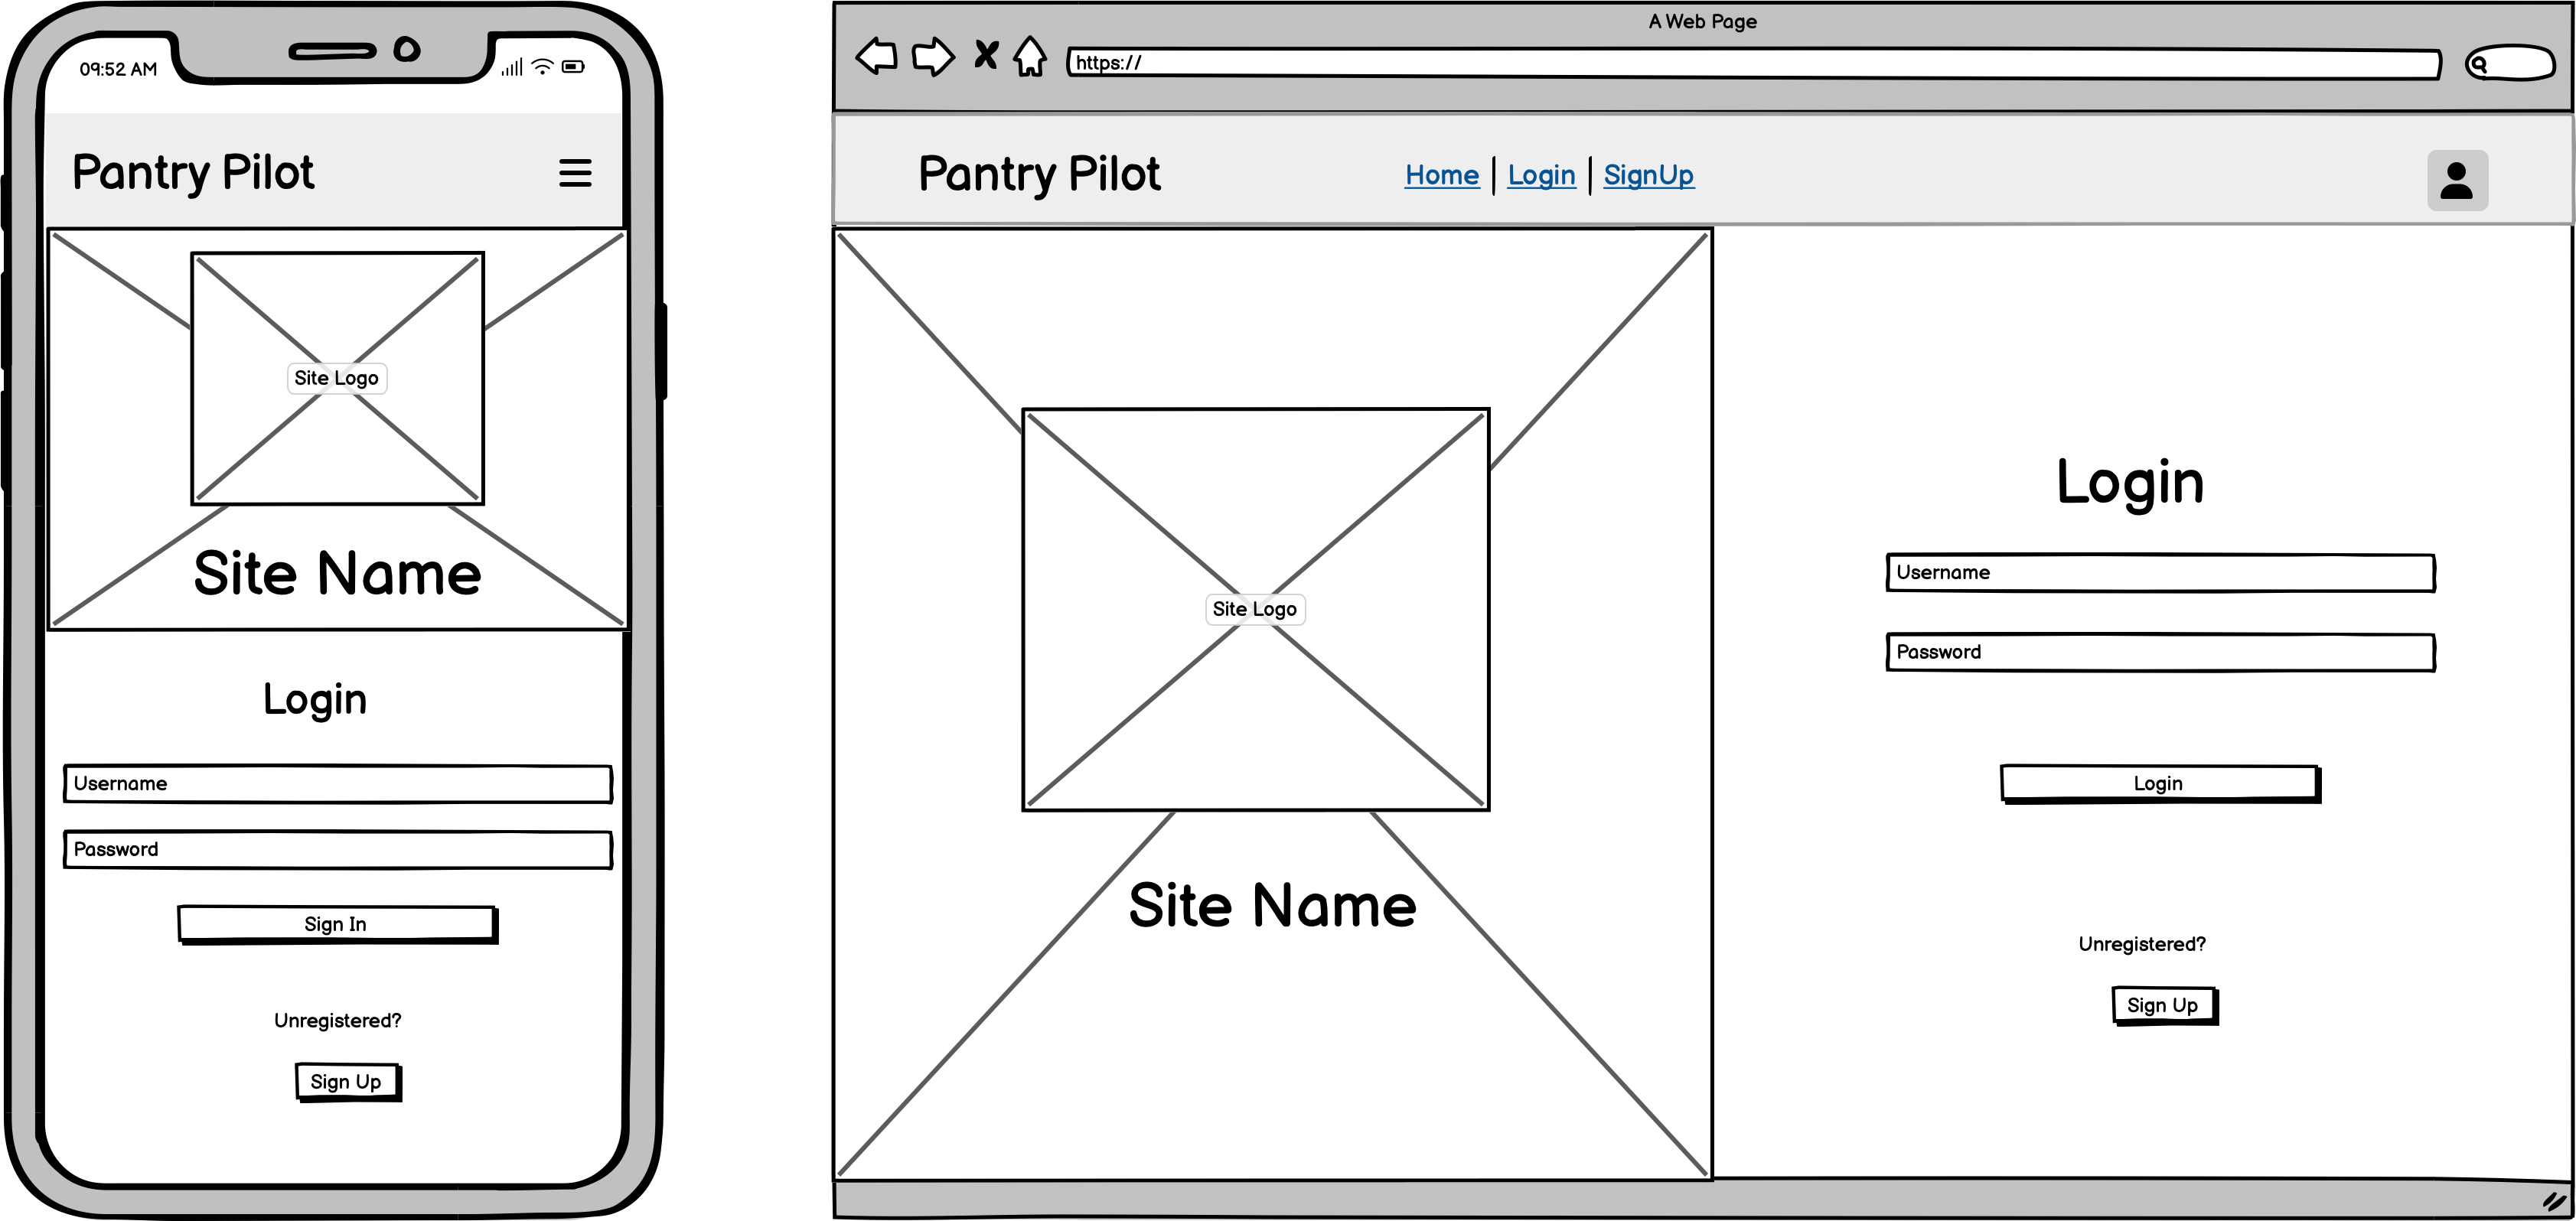 09:52 AM
Pantry Pilot
Site Logo
Site Name
Login
Username
Password
Sign In
Unregistered?
Sign Up
A Web Page
https://
Pantry Pilot
Home | Login | SignUp
Site Logo
Site Name
Login
Username
Password
Login
Unregistered?
Sign Up